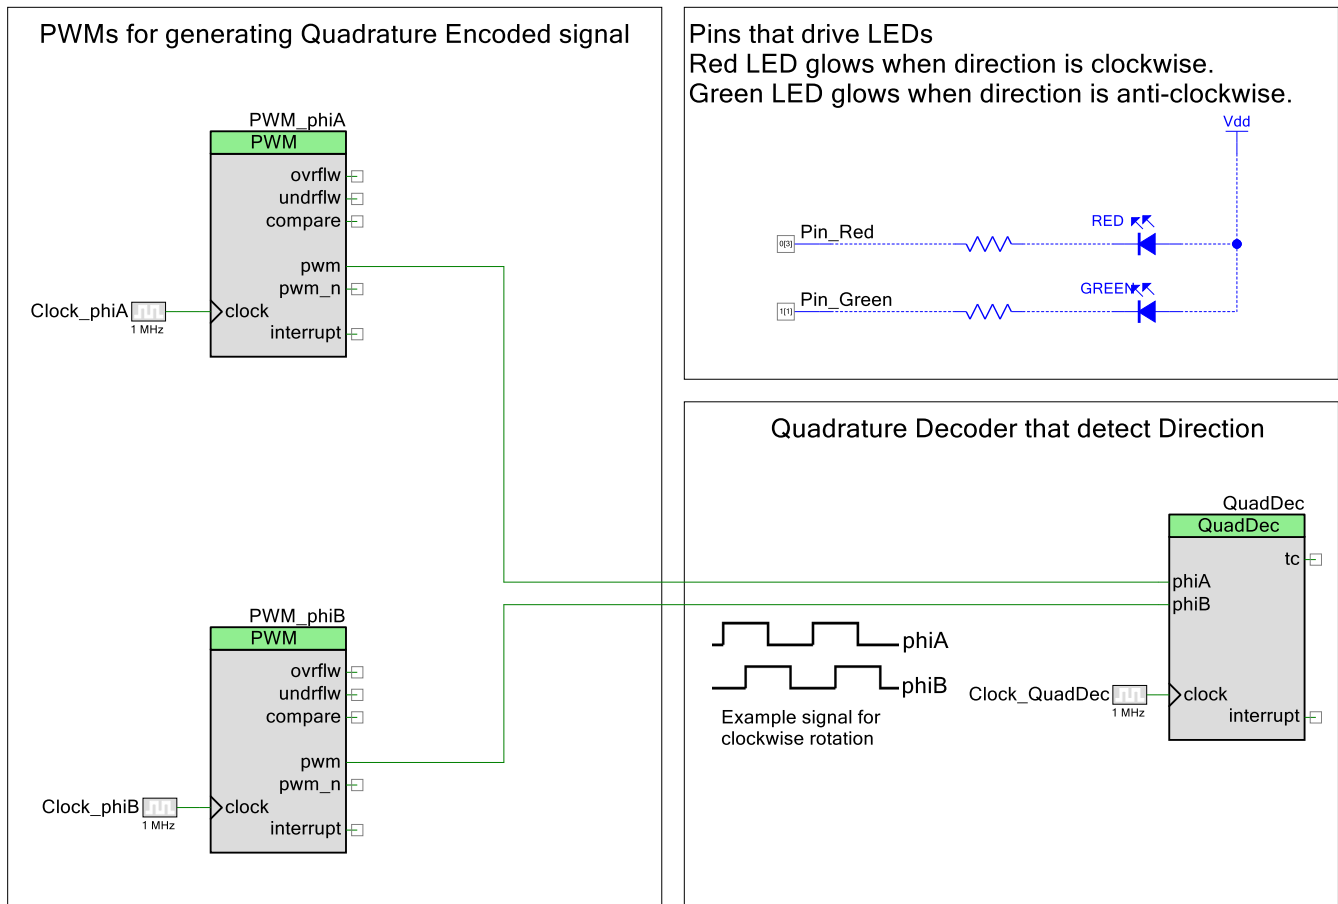 PWMs for generating Quadrature Encoded signal
PWM_phiA
PWM
ovrflw
undrflw
compare
pwm
pwm_n
Clock_phiA
1 MHz
clock
interrupt
PWM_phiB
PWM
ovrflw
undrflw
compare
pwm
pwm_n
Clock_phiB
1 MHz
clock
interrupt
Pins that drive LEDs
Red LED glows when direction is clockwise.
Green LED glows when direction is anti-clockwise.
Vdd
0[3]
Pin_Red
RED
1[1]
Pin_Green
GREEN
Quadrature Decoder that detect Direction
QuadDec
QuadDec
tc
phiA
phiB
phiA
phiB
Example signal for
clockwise rotation
Clock_QuadDec
1 MHz
clock
interrupt